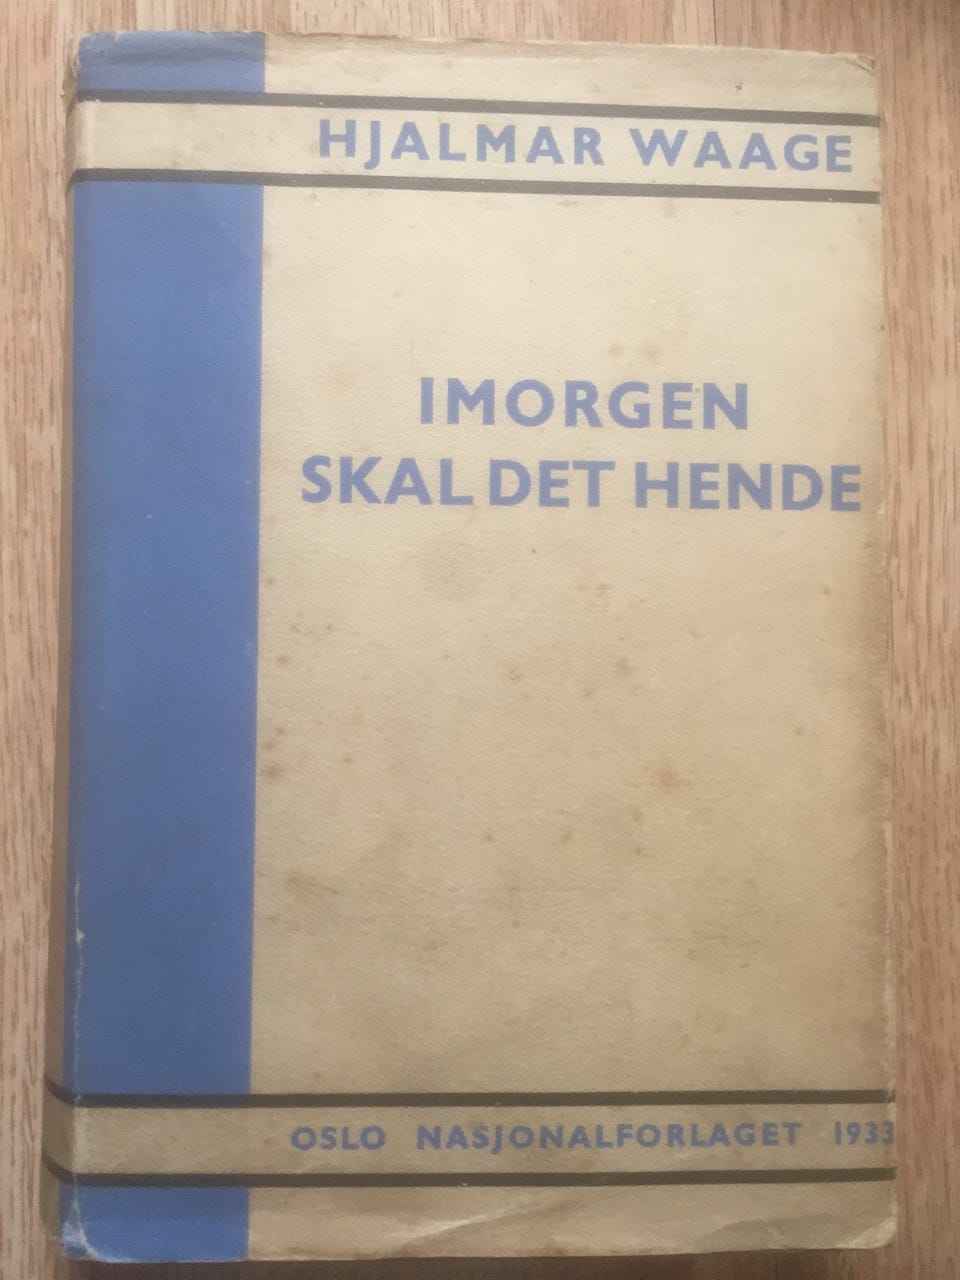 HJALMAR WAAGE
IMORGEN
SKAL DET HENDE
OSLO NASJONALFORLAGET 1933